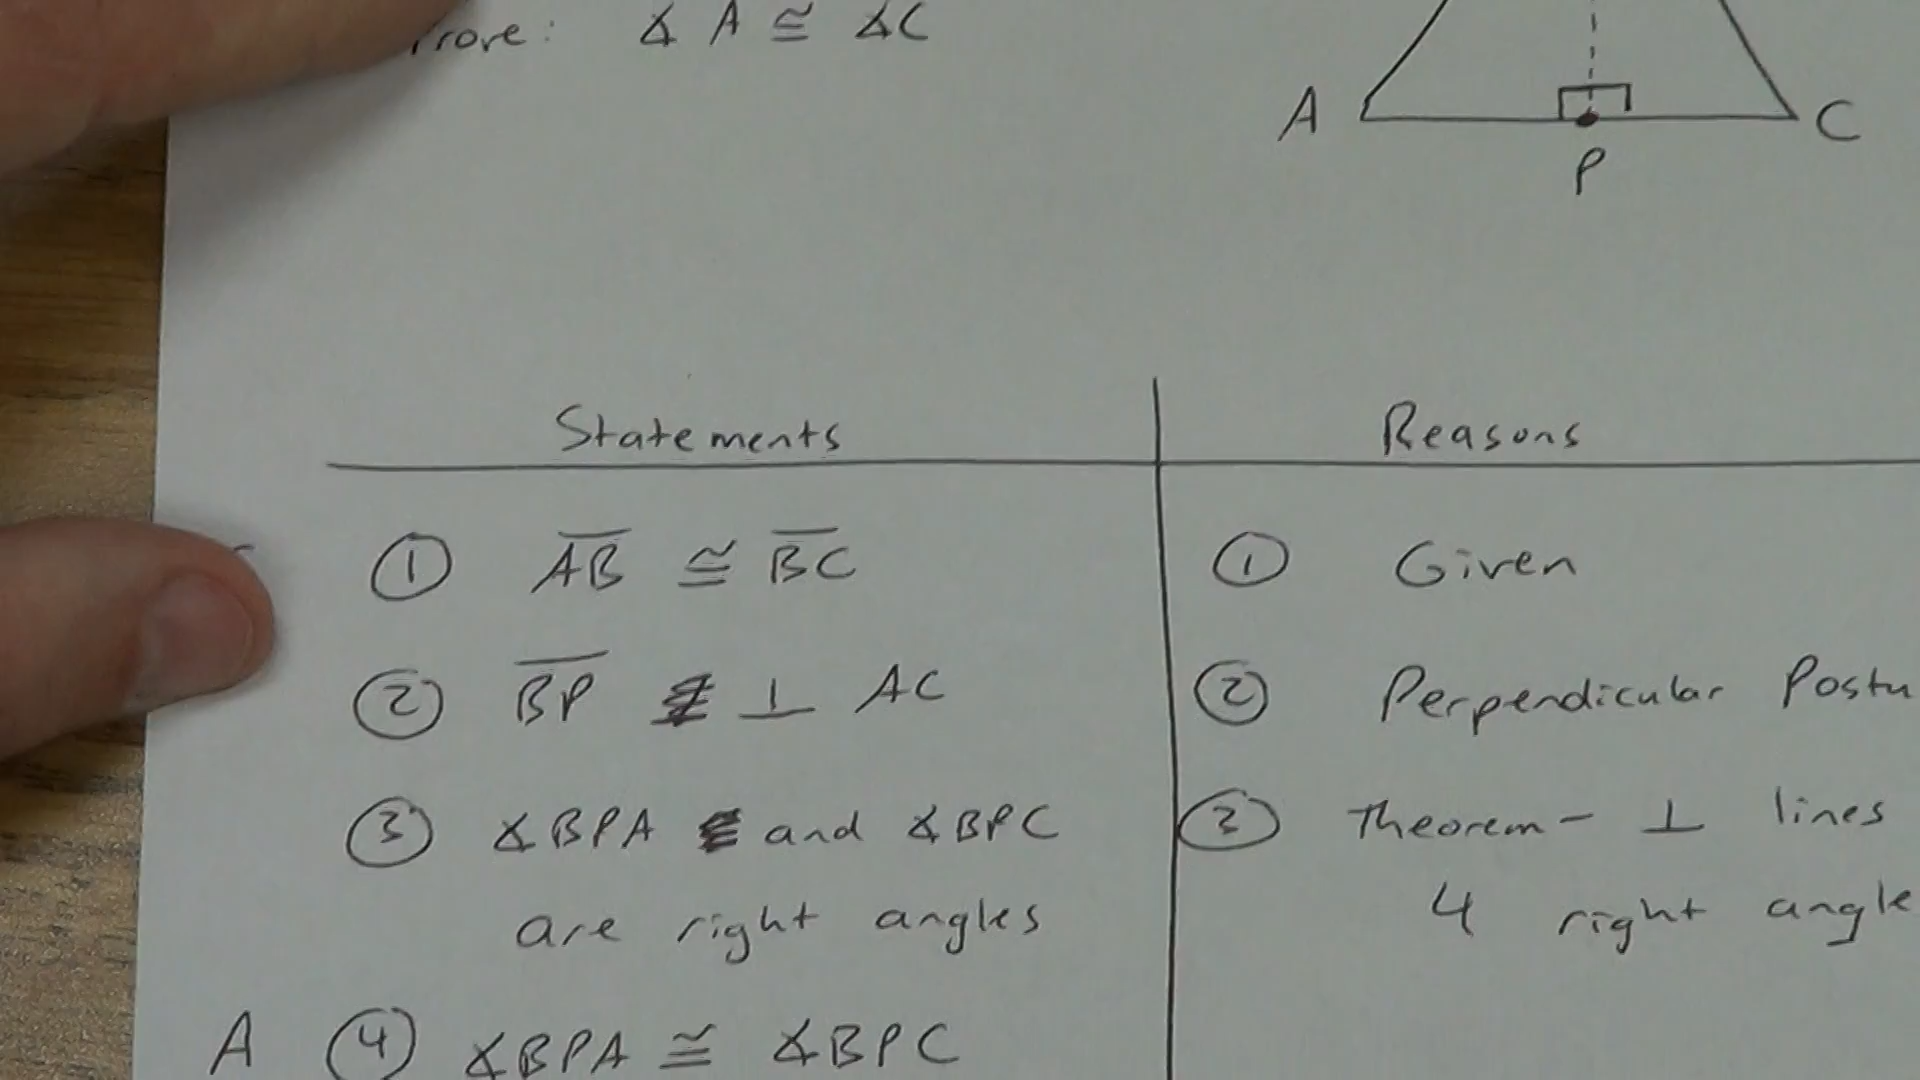 Prove: ∡ A ≅ ∡C
A
C
P
Statements
Reasons
① AB ≅ BC
① Given
② BP ⊥ AC
② Perpendicular Postu
③ ∡BPA and ∡BPC
③ Theorem - ⊥ lines
are right angles
4 right angle
A ④ ∡BPA ≅ ∡BPC